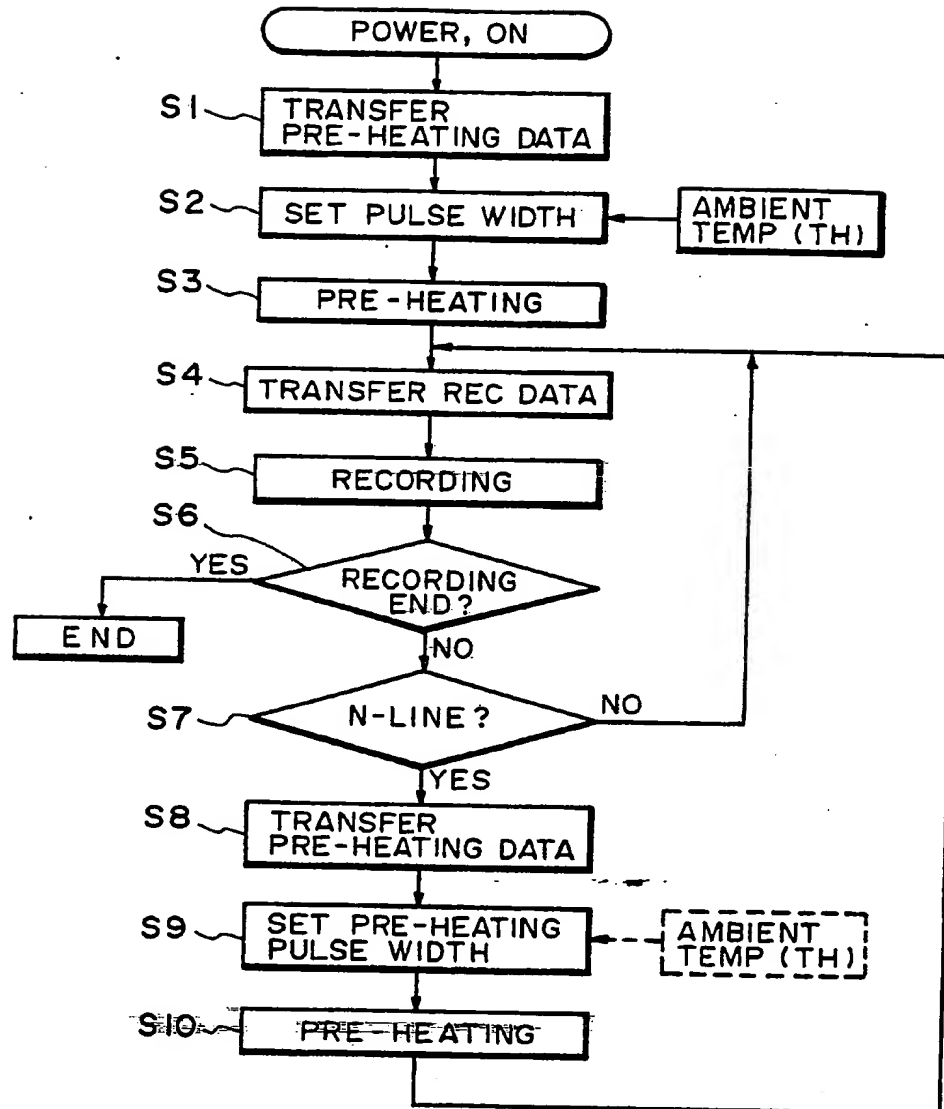 POWER, ON
S1
TRANSFER
PRE-HEATING DATA
S2
SET PULSE WIDTH
AMBIENT
TEMP (TH)
S3
PRE-HEATING
S4
TRANSFER REC DATA
S5
RECORDING
S6
YES
RECORDING
END?
END
NO
S7
N-LINE?
NO
YES
S8
TRANSFER
PRE-HEATING DATA
S9
SET PRE-HEATING
PULSE WIDTH
AMBIENT
TEMP (TH)
S10
PRE-HEATING